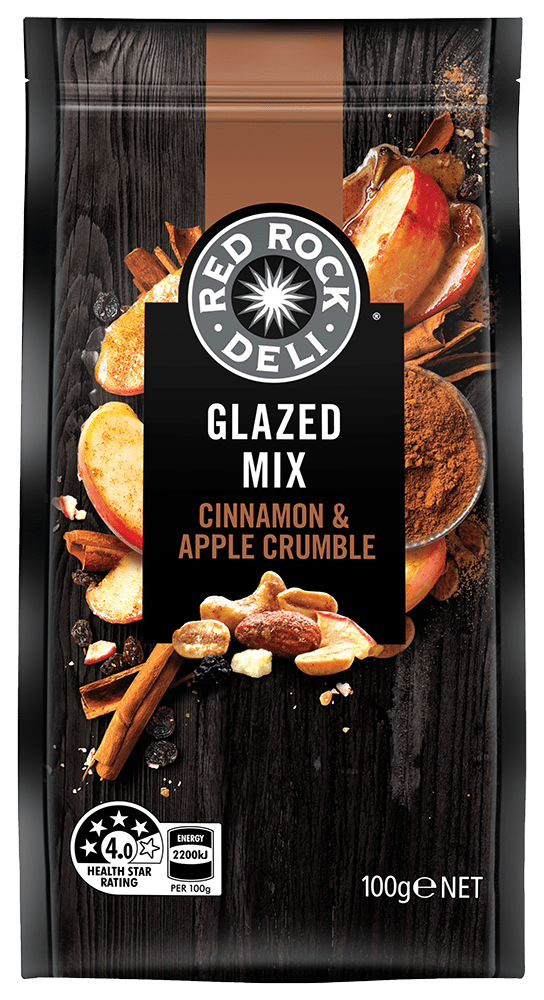 RED ROCK
DELI
®
GLAZED
MIX
CINNAMON &
APPLE CRUMBLE
4.0
HEALTH STAR
RATING
ENERGY
2200kJ
PER 100g
100g℮ NET